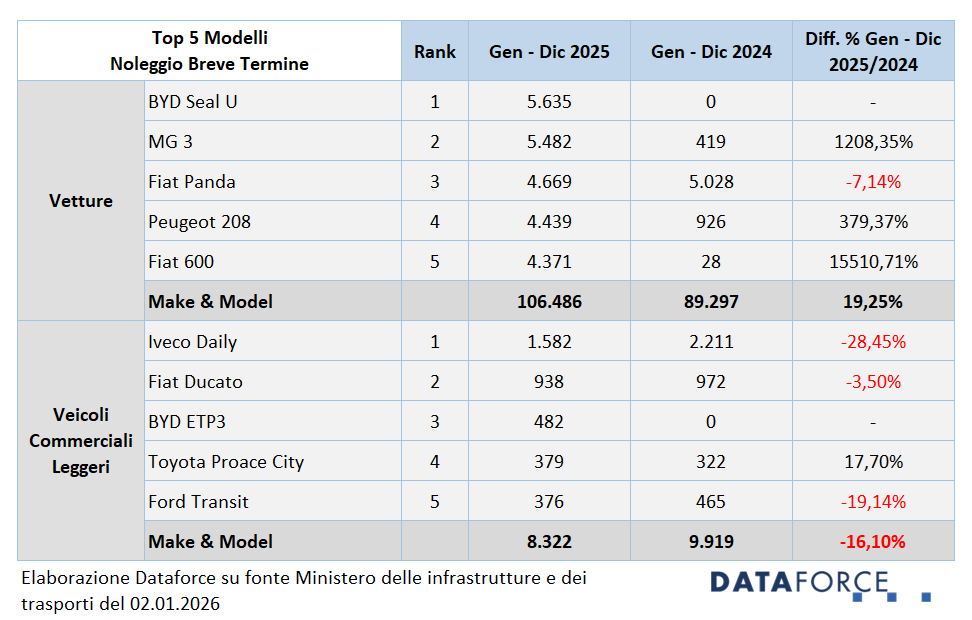 Top 5 Modelli
Noleggio Breve Termine
Rank
Gen - Dic 2025
Gen - Dic 2024
Diff. % Gen - Dic
2025/2024
Vetture
BYD Seal U 1 5.635 0 -
MG 3 2 5.482 419 1208,35%
Fiat Panda 3 4.669 5.028 -7,14%
Peugeot 208 4 4.439 926 379,37%
Fiat 600 5 4.371 28 15510,71%
Make & Model 106.486 89.297 19,25%
Veicoli
Commerciali
Leggeri
Iveco Daily 1 1.582 2.211 -28,45%
Fiat Ducato 2 938 972 -3,50%
BYD ETP3 3 482 0 -
Toyota Proace City 4 379 322 17,70%
Ford Transit 5 376 465 -19,14%
Make & Model 8.322 9.919 -16,10%
Elaborazione Dataforce su fonte Ministero delle infrastrutture e dei
trasporti del 02.01.2026
DATAFORCE